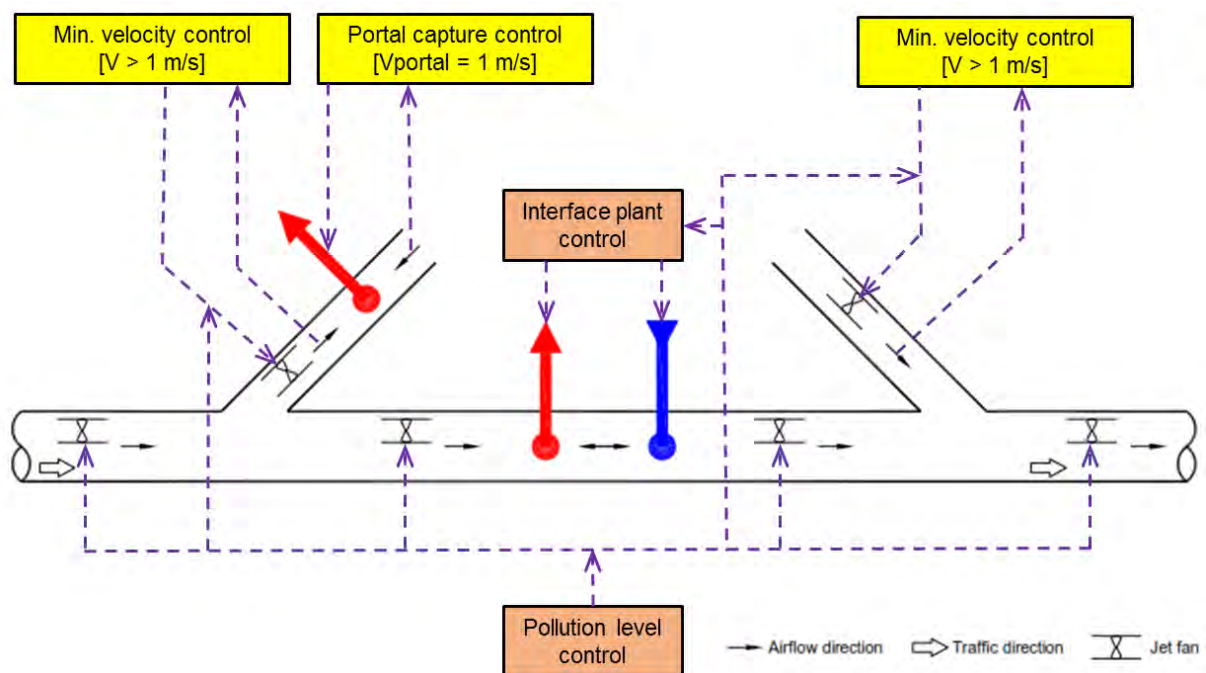 Min. velocity control
[V > 1 m/s]
Portal capture control
[Vportal = 1 m/s]
Min. velocity control
[V > 1 m/s]
Interface plant
control
Pollution level
control
Airflow direction
Traffic direction
Jet fan